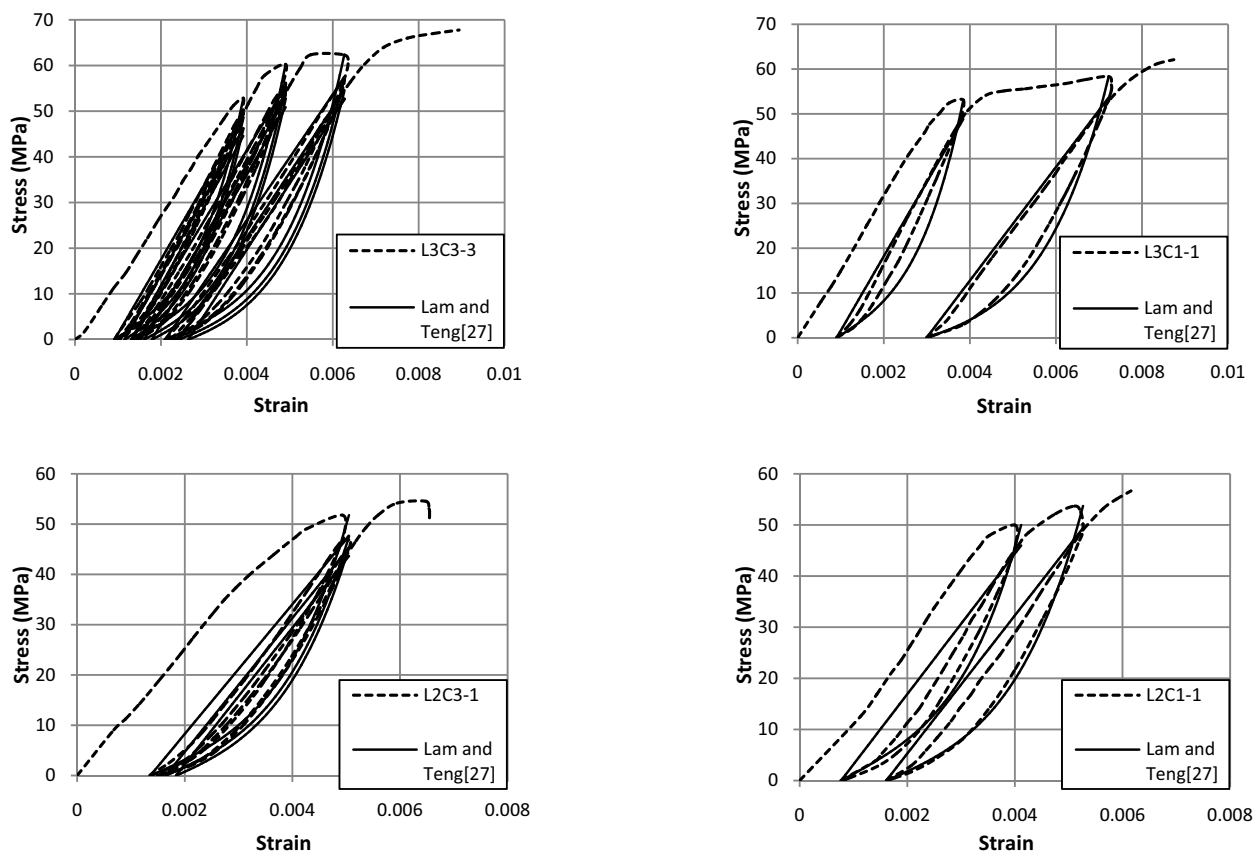 70
60
50
40
30
20
10
0
Stress (MPa)
0 0.002 0.004 0.006 0.008 0.01
Strain
L3C3-3
Lam and
Teng[27]
70
60
50
40
30
20
10
0
Stress (MPa)
0 0.002 0.004 0.006 0.008 0.01
Strain
L3C1-1
Lam and
Teng[27]
60
50
40
30
20
10
0
Stress (MPa)
0 0.002 0.004 0.006 0.008
Strain
L2C3-1
Lam and
Teng[27]
60
50
40
30
20
10
0
Stress (MPa)
0 0.002 0.004 0.006 0.008
Strain
L2C1-1
Lam and
Teng[27]